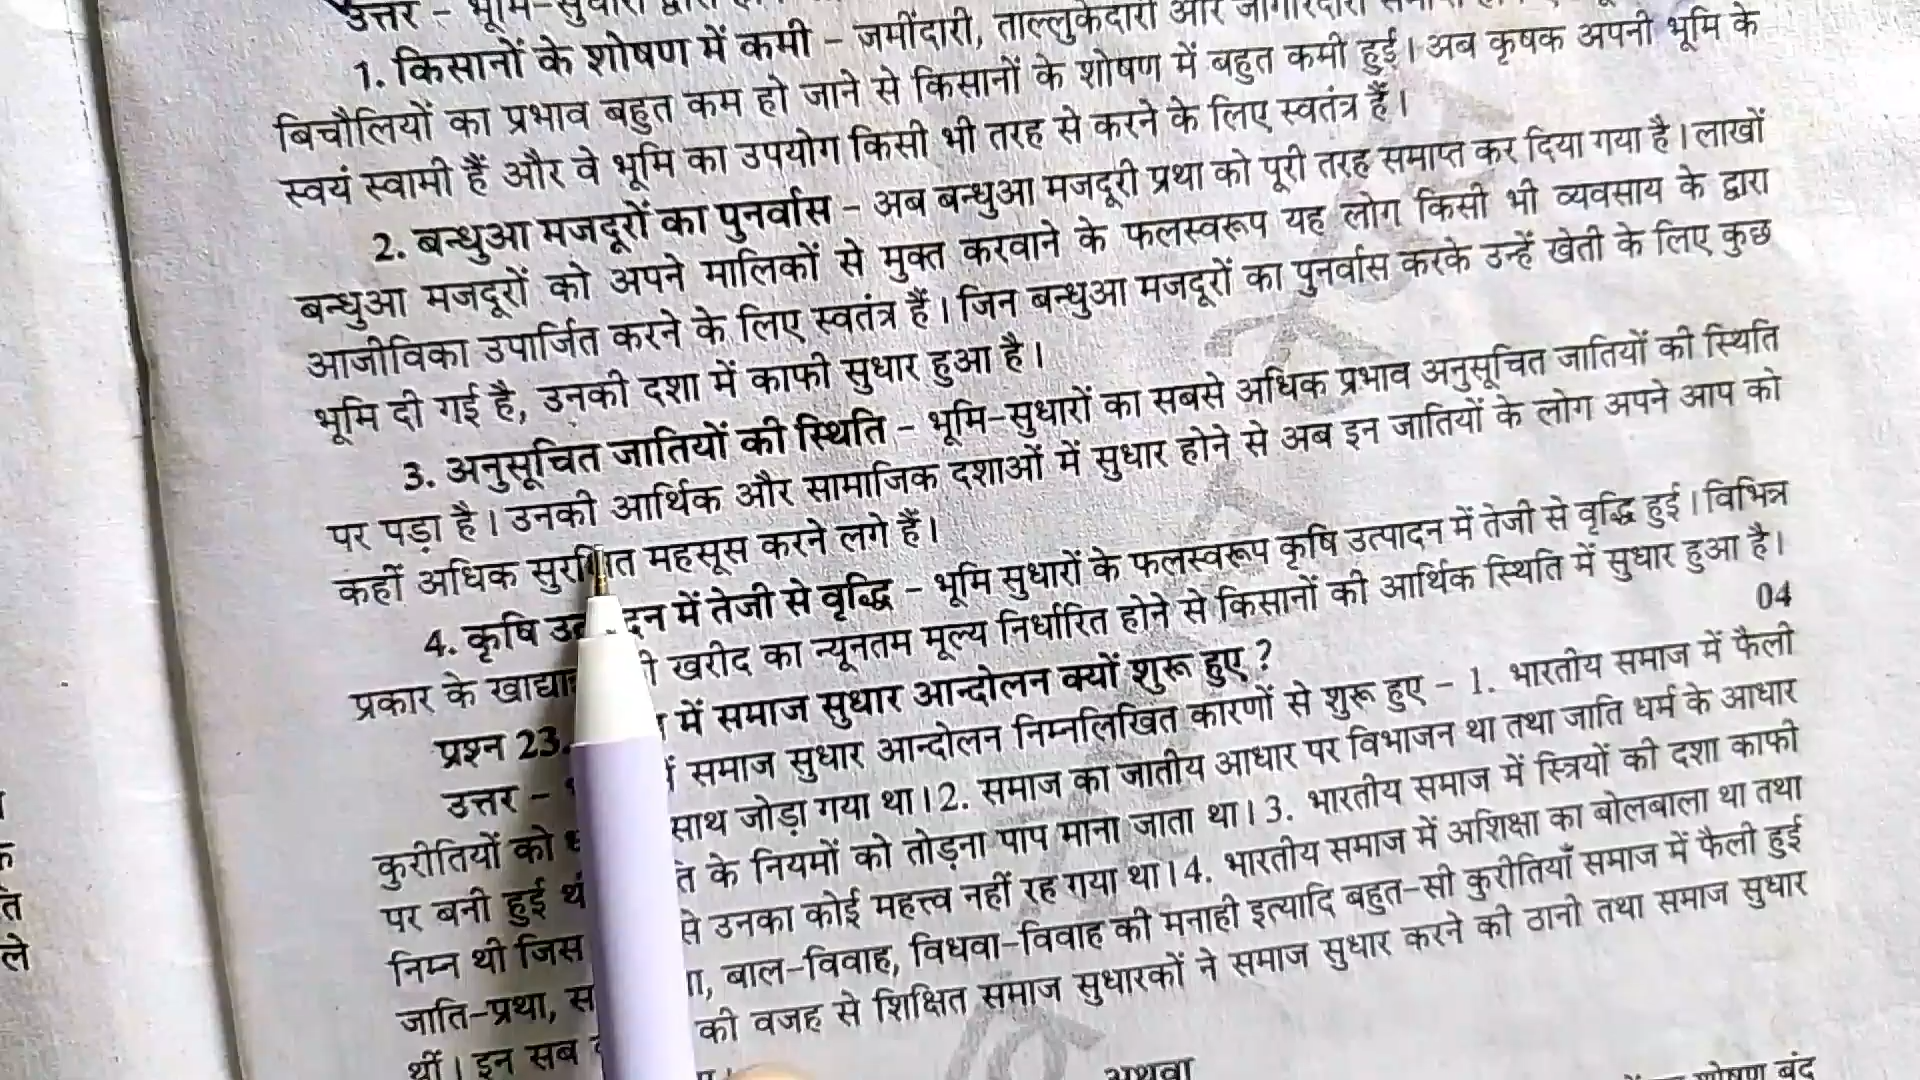 उत्तर – भूमि-सुधारों
1. किसानों के शोषण में कमी – जमींदारी, ताल्लुकेदारी और जागीरदारी
बिचौलियों का प्रभाव बहुत कम हो जाने से किसानों के शोषण में बहुत कमी हुई। अब कृषक अपनी भूमि के
स्वयं स्वामी हैं और वे भूमि का उपयोग किसी भी तरह से करने के लिए स्वतंत्र हैं।
2. बन्धुआ मजदूरों का पुनर्वास – अब बन्धुआ मजदूरी प्रथा को पूरी तरह समाप्त कर दिया गया है। लाखों
बन्धुआ मजदूरों को अपने मालिकों से मुक्त करवाने के फलस्वरूप यह लोग किसी भी व्यवसाय के द्वारा
आजीविका उपार्जित करने के लिए स्वतंत्र हैं। जिन बन्धुआ मजदूरों का पुनर्वास करके उन्हें खेती के लिए कुछ
भूमि दी गई है, उनकी दशा में काफी सुधार हुआ है।
3. अनुसूचित जातियों की स्थिति – भूमि-सुधारों का सबसे अधिक प्रभाव अनुसूचित जातियों की स्थिति
पर पड़ा है। उनकी आर्थिक और सामाजिक दशाओं में सुधार होने से अब इन जातियों के लोग अपने आप को
कहीं अधिक महसूस करने लगे हैं।
4. कृषि में तेजी से वृद्धि – भूमि सुधारों के फलस्वरूप कृषि उत्पादन में तेजी से वृद्धि हुई। विभिन्न
प्रकार के खरीद का न्यूनतम मूल्य निर्धारित होने से किसानों की आर्थिक स्थिति में सुधार हुआ है।
04
प्रश्न 23. में समाज सुधार आन्दोलन क्यों शुरू हुए ?
उत्तर – समाज सुधार आन्दोलन निम्नलिखित कारणों से शुरू हुए – 1. भारतीय समाज में फैली
कुरीतियों को साथ जोड़ा गया था। 2. समाज का जातीय आधार पर विभाजन था तथा जाति धर्म के आधार
पर बनी हुई के नियमों को तोड़ना पाप माना जाता था। 3. भारतीय समाज में स्त्रियों की दशा काफी
निम्न थी जिस से उनका कोई महत्त्व नहीं रह गया था। 4. भारतीय समाज में अशिक्षा का बोलबाला था तथा
जाति-प्रथा, बाल-विवाह, विधवा-विवाह की मनाही इत्यादि बहुत-सी कुरीतियाँ समाज में फैली हुई
थीं। इन सब की वजह से शिक्षित समाज सुधारकों ने समाज सुधार करने की ठानी तथा समाज सुधार
अथवा
शोषण बंद